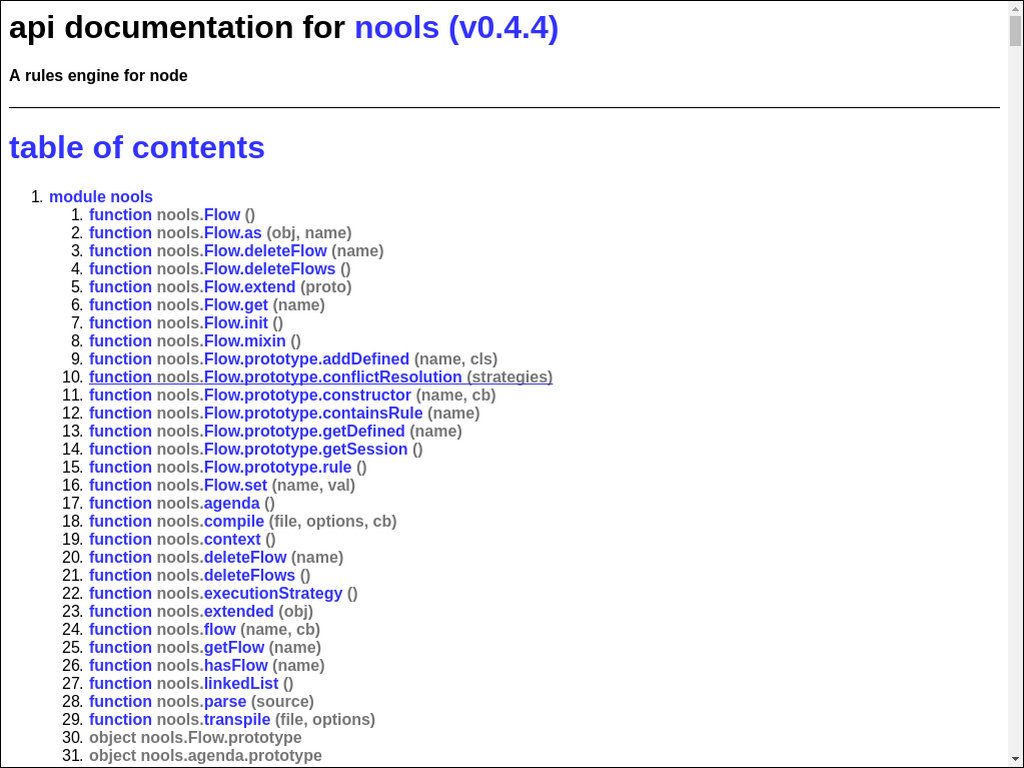 api documentation for nools (v0.4.4)
A rules engine for node
table of contents
1. module nools
1. function nools.Flow ()
2. function nools.Flow.as (obj, name)
3. function nools.Flow.deleteFlow (name)
4. function nools.Flow.deleteFlows ()
5. function nools.Flow.extend (proto)
6. function nools.Flow.get (name)
7. function nools.Flow.init ()
8. function nools.Flow.mixin ()
9. function nools.Flow.prototype.addDefined (name, cls)
10. function nools.Flow.prototype.conflictResolution (strategies)
11. function nools.Flow.prototype.constructor (name, cb)
12. function nools.Flow.prototype.containsRule (name)
13. function nools.Flow.prototype.getDefined (name)
14. function nools.Flow.prototype.getSession ()
15. function nools.Flow.prototype.rule ()
16. function nools.Flow.set (name, val)
17. function nools.agenda ()
18. function nools.compile (file, options, cb)
19. function nools.context ()
20. function nools.deleteFlow (name)
21. function nools.deleteFlows ()
22. function nools.executionStrategy ()
23. function nools.extended (obj)
24. function nools.flow (name, cb)
25. function nools.getFlow (name)
26. function nools.hasFlow (name)
27. function nools.linkedList ()
28. function nools.parse (source)
29. function nools.transpile (file, options)
30. object nools.Flow.prototype
31. object nools.agenda.prototype